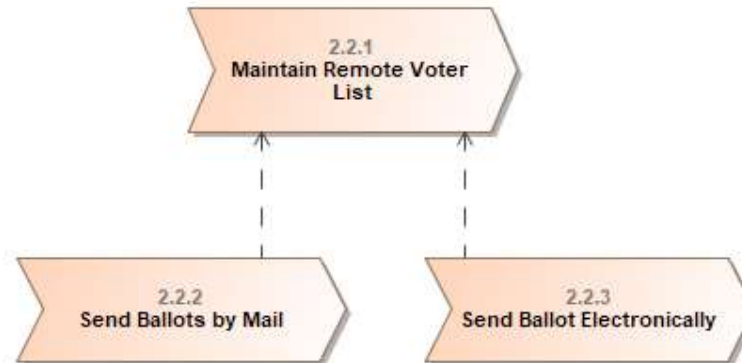 2.2.1
Maintain Remote Voter
List
2.2.2
Send Ballots by Mail
2.2.3
Send Ballot Electronically